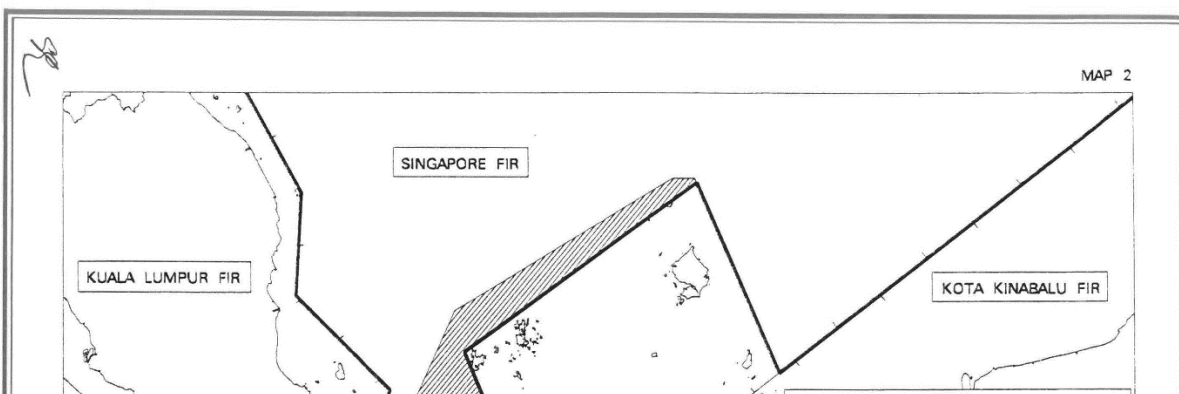 MAP 2
SINGAPORE FIR
KUALA LUMPUR FIR
KOTA KINABALU FIR